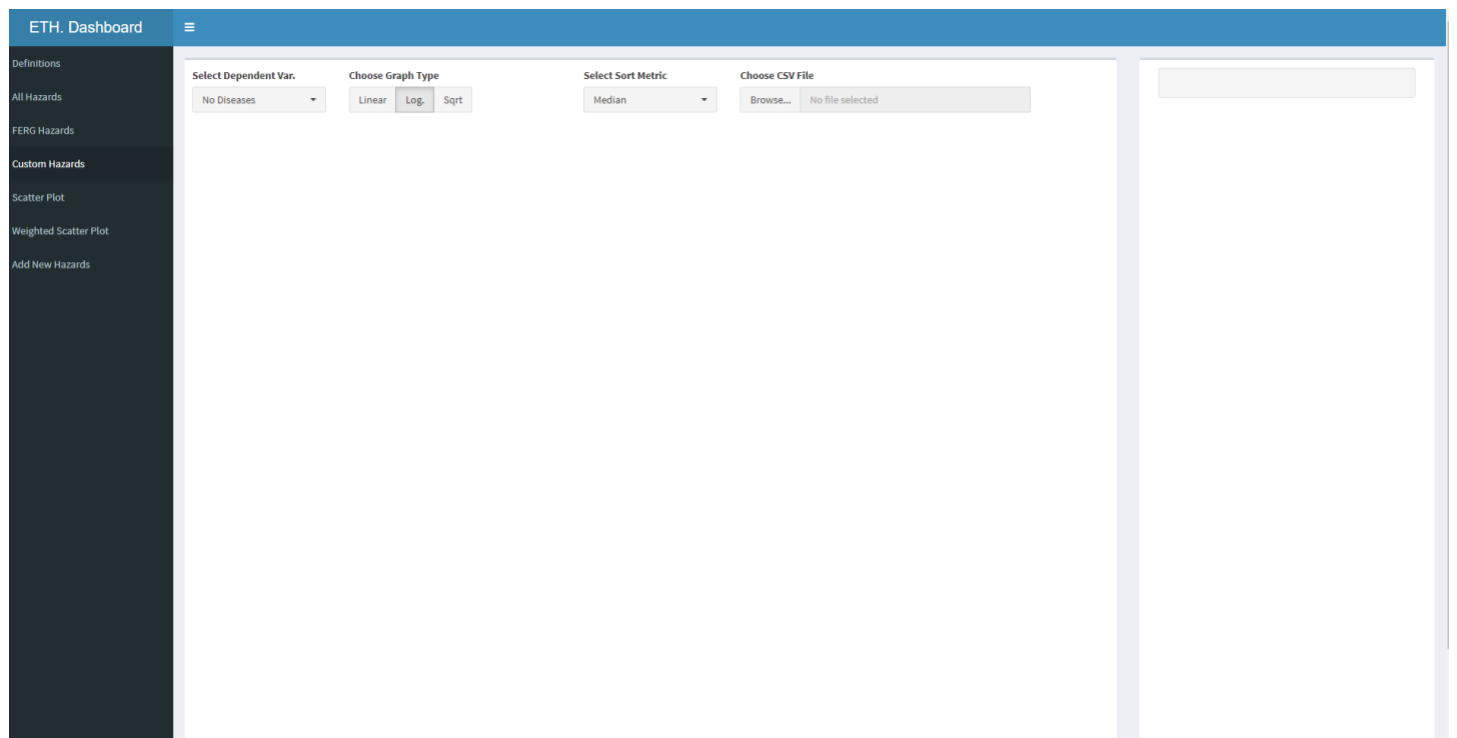 ETH. Dashboard
Definitions
All Hazards
FERG Hazards
Custom Hazards
Scatter Plot
Weighted Scatter Plot
Add New Hazards
Select Dependent Var.
No Diseases
Choose Graph Type
Linear Log. Sqrt
Select Sort Metric
Median
Choose CSV File
Browse... No file selected